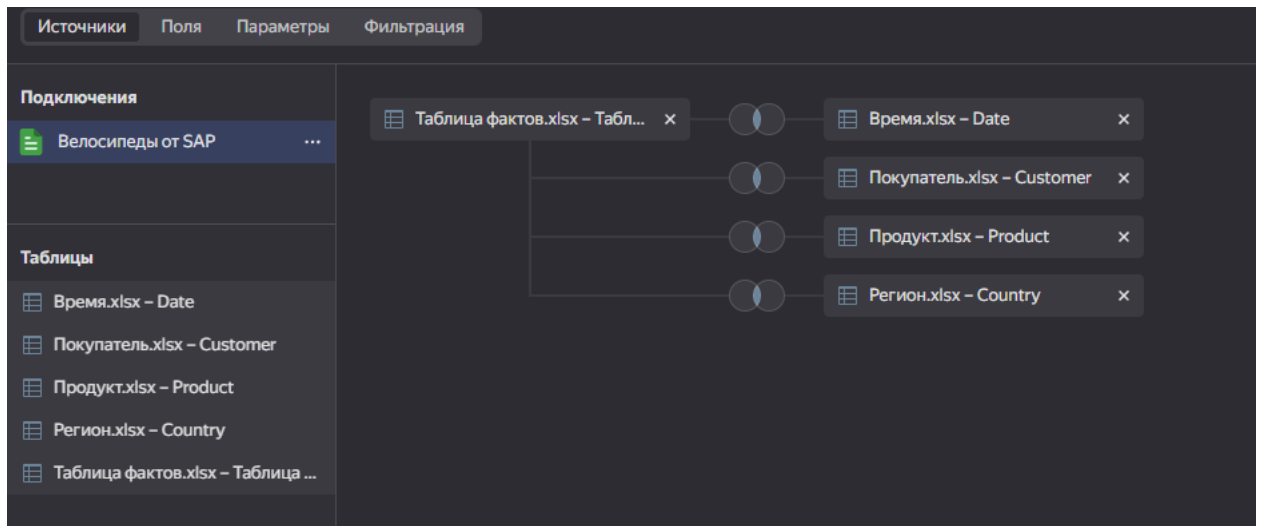 Источники Поля Параметры Фильтрация
Подключения
Велосипеды от SAP ...
Таблицы
Время.xlsx – Date
Покупатель.xlsx – Customer
Продукт.xlsx – Product
Регион.xlsx – Country
Таблица фактов.xlsx – Таблица ...
Таблица фактов.xlsx – Табл...
Время.xlsx – Date
Покупатель.xlsx – Customer
Продукт.xlsx – Product
Регион.xlsx – Country